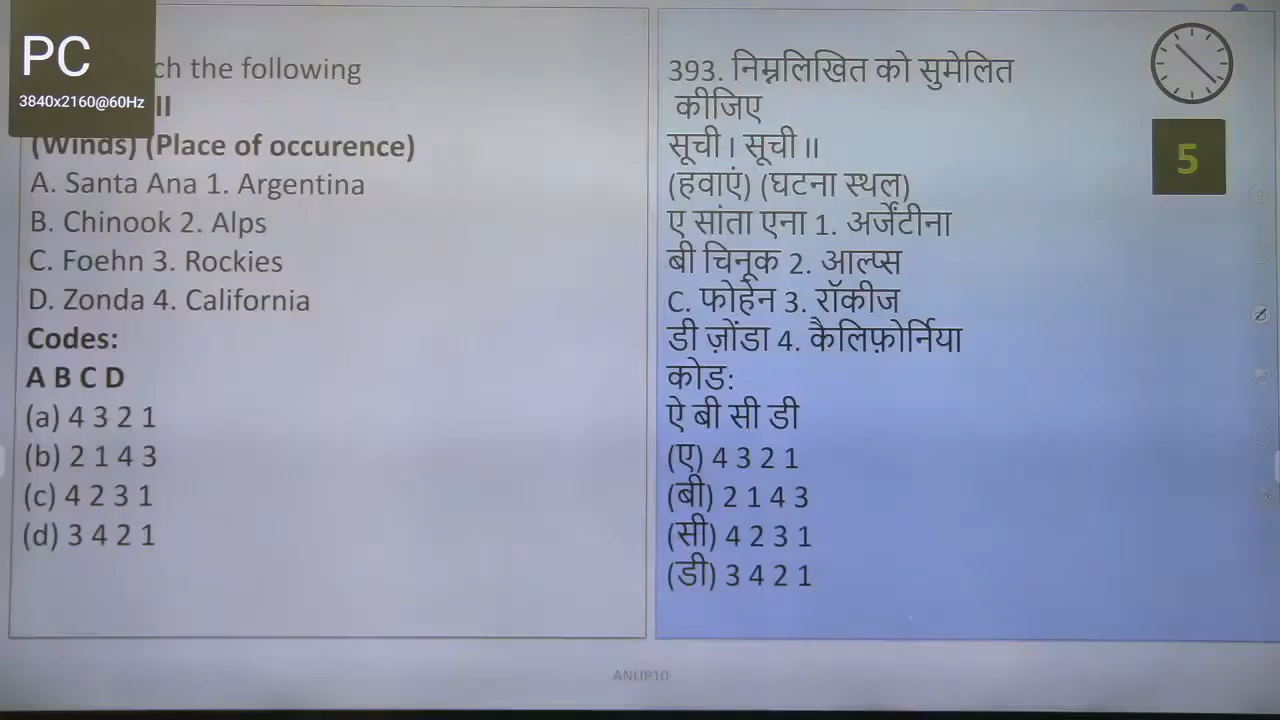 PC
3840x2160@60Hz
ch the following
II
(Winds) (Place of occurence)
A. Santa Ana 1. Argentina
B. Chinook 2. Alps
C. Foehn 3. Rockies
D. Zonda 4. California
Codes:
A B C D
(a) 4 3 2 1
(b) 2 1 4 3
(c) 4 2 3 1
(d) 3 4 2 1
393. निम्नलिखित को सुमेलित
कीजिए
सूची I सूची II
(हवाएं) (घटना स्थल)
ए सांता एना 1. अर्जेंटीना
बी चिनूक 2. आल्प्स
C. फोहेन 3. रॉकीज
डी ज़ोंडा 4. कैलिफ़ोर्निया
कोड:
ऐ बी सी डी
(ए) 4 3 2 1
(बी) 2 1 4 3
(सी) 4 2 3 1
(डी) 3 4 2 1
5
ANUP10